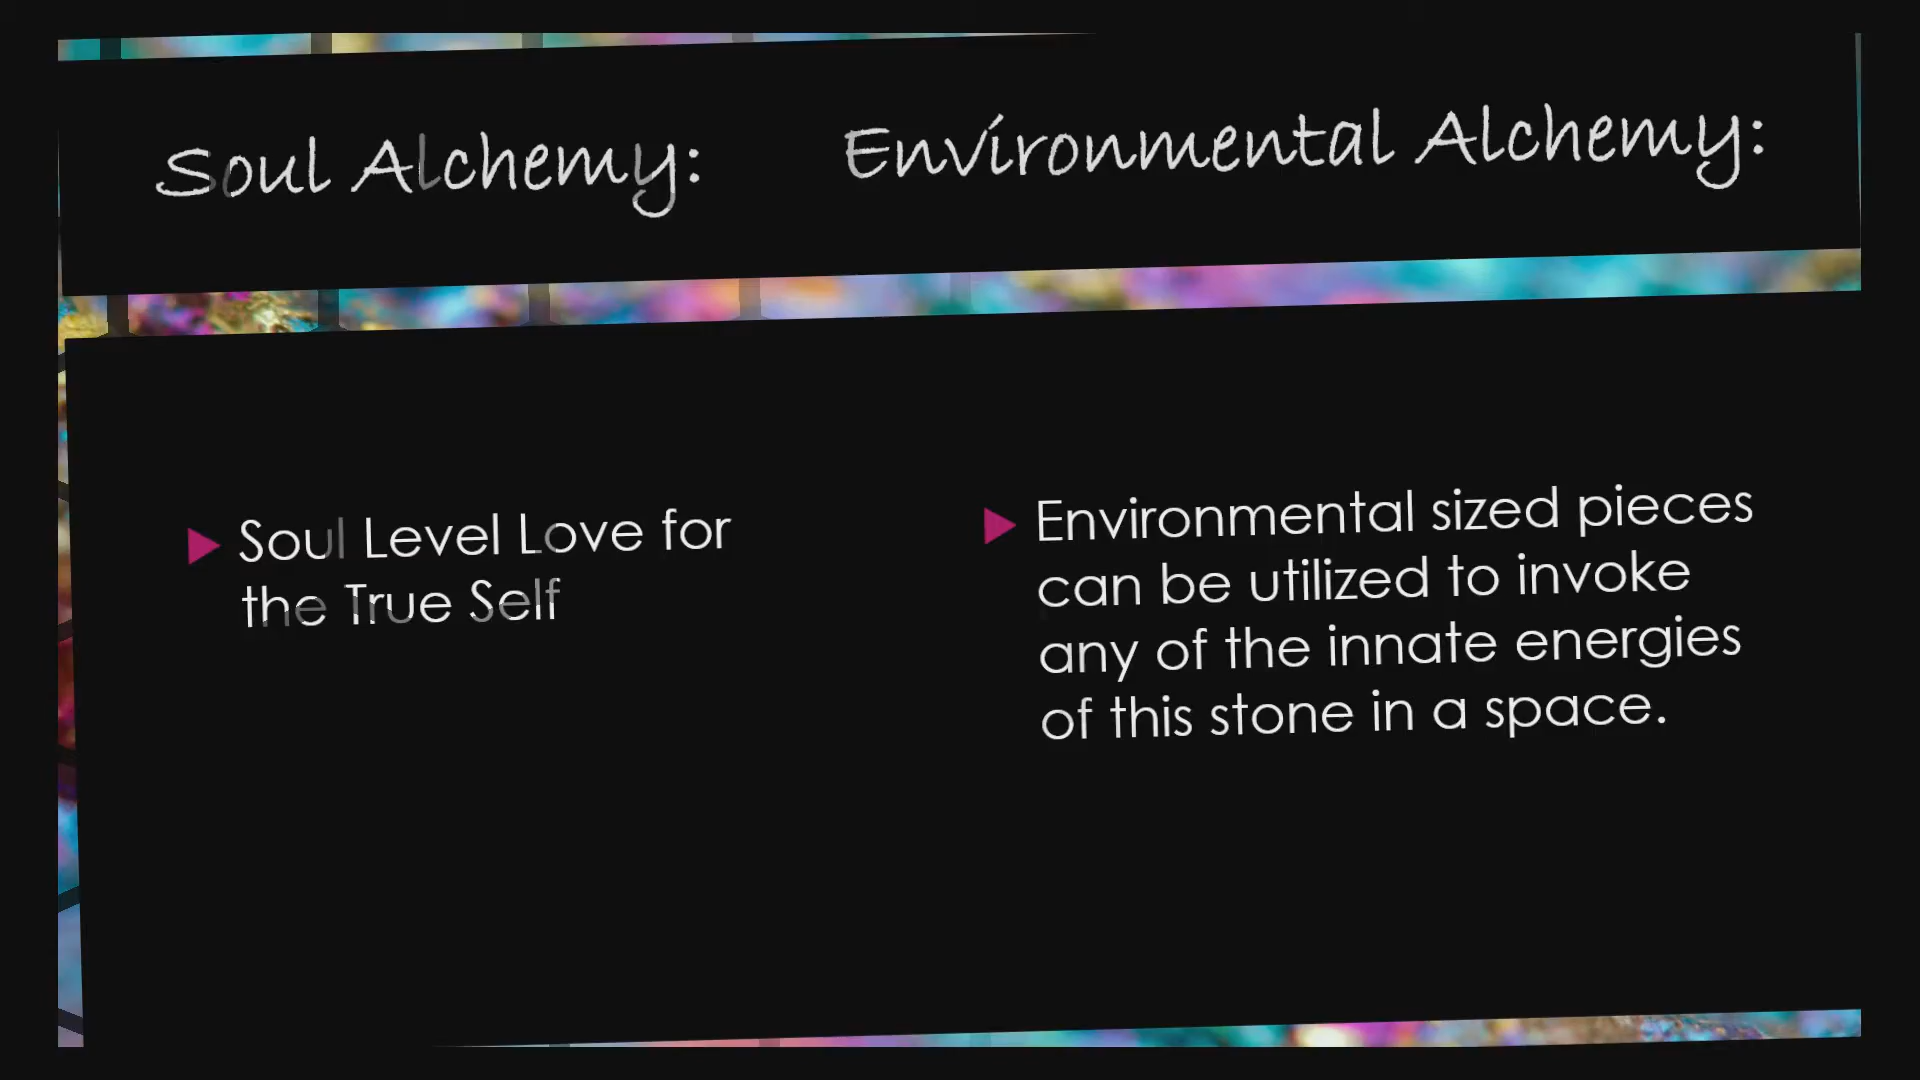 Soul Alchemy:
Environmental Alchemy:
Soul Level Love for
the True Self
Environmental sized pieces
can be utilized to invoke
any of the innate energies
of this stone in a space.